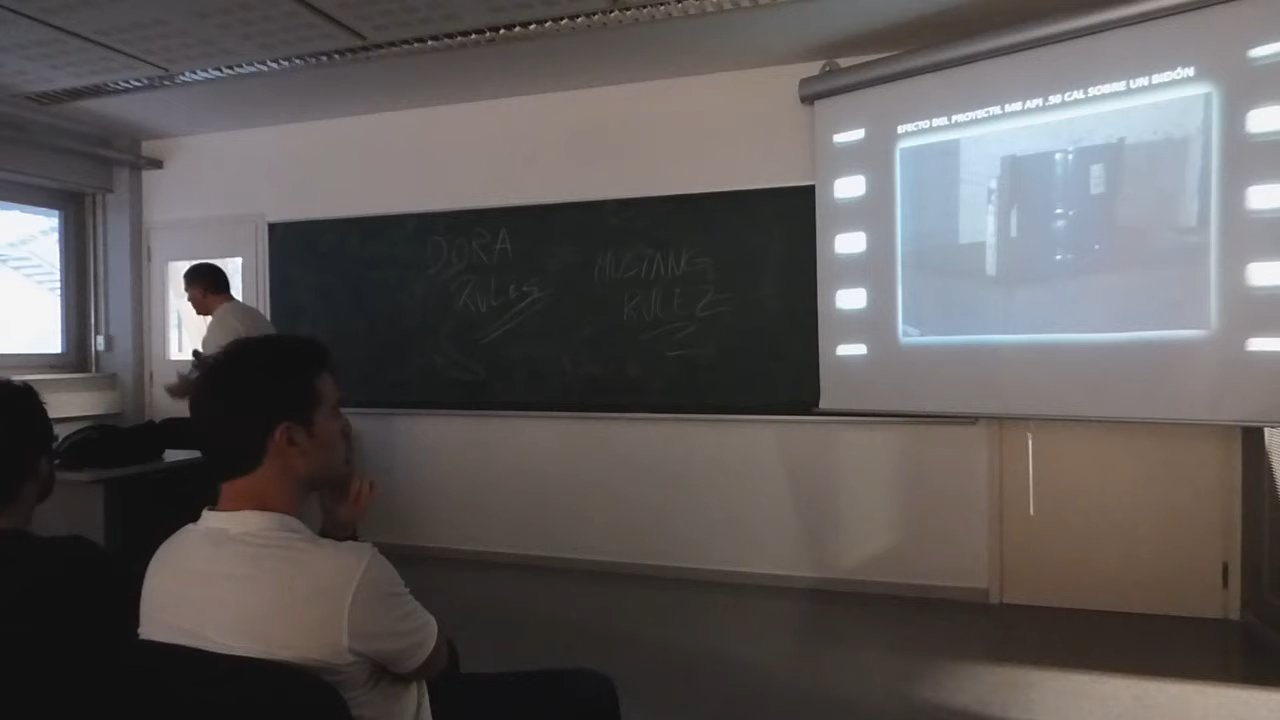 DORA
RULES
MUSTANG
RULEZ
EFECTO DEL PROYECTIL M8 API .50 CAL SOBRE UN BIDÓN